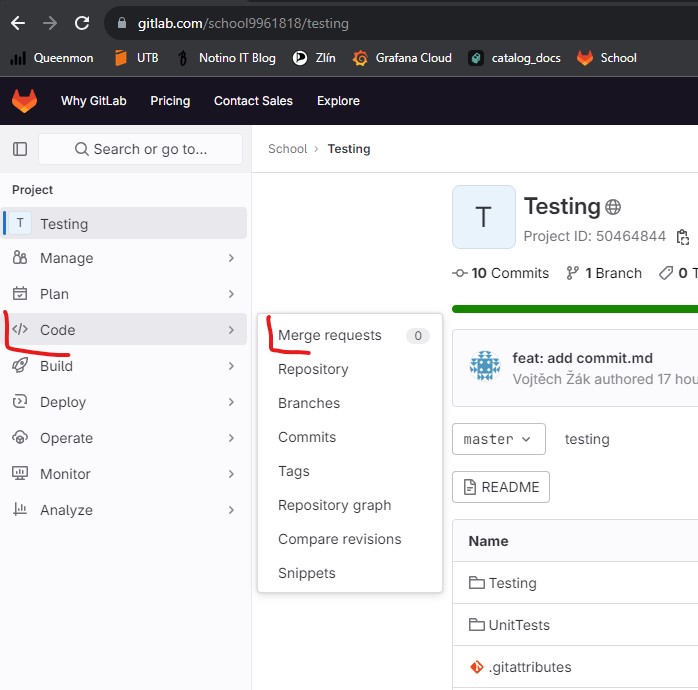 gitlab.com/school9961818/testing
Queenmon UTB Notino IT Blog Zlín Grafana Cloud catalog_docs School
Why GitLab Pricing Contact Sales Explore
Search or go to...
School › Testing
Project
T Testing
Manage
Plan
Code
Build
Deploy
Operate
Monitor
Analyze
Merge requests 0
Repository
Branches
Commits
Tags
Repository graph
Compare revisions
Snippets
T
Testing
Project ID: 50464844
10 Commits 1 Branch 0 T
feat: add commit.md
Vojtěch Žák authored 17 hou
master testing
README
Name
Testing
UnitTests
.gitattributes